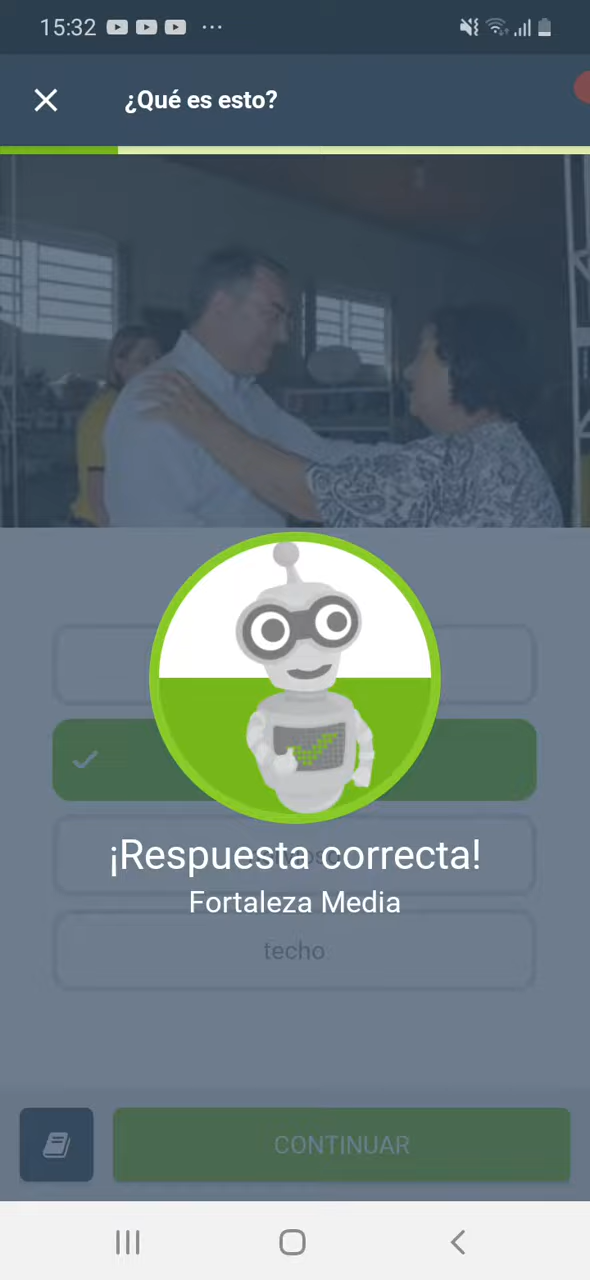 15:32 ...
¿Qué es esto?
¡Respuesta correcta!
Fortaleza Media
techo
CONTINUAR